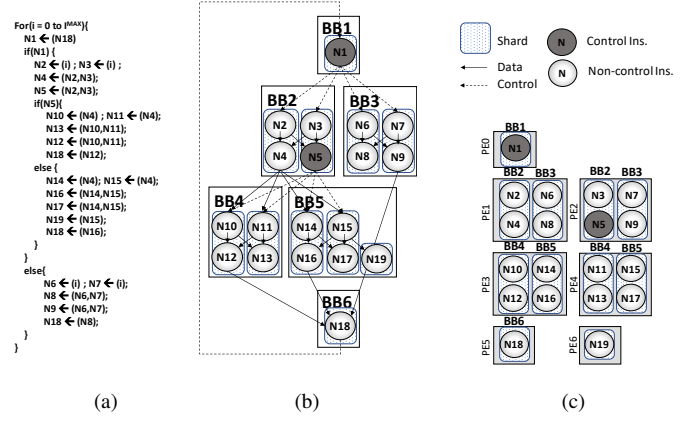 For(i = 0 to Iᴹᴬˣ){
N1 ← (N18)
if(N1) {
N2 ← (i) ; N3 ← (i) ;
N4 ← (N2,N3);
N5 ← (N2,N3);
if(N5){
N10 ← (N4) ; N11 ← (N4);
N13 ← (N10,N11);
N12 ← (N10,N11);
N18 ← (N12);
else {
N14 ← (N4); N15 ← (N4);
N16 ← (N14,N15);
N17 ← (N14,N15);
N19 ← (N15);
N18 ← (N16);
}
}
else{
N6 ← (i) ; N7 ← (i);
N8 ← (N6,N7);
N9 ← (N6,N7);
N18 ← (N8);
}
}
(a)
BB1
N1
BB2 BB3
N2 N3 N6 N7
N4 N5 N8 N9
BB4 BB5
N10 N11 N14 N15
N12 N13 N16 N17 N19
BB6
N18
(b)
Shard N Control Ins.
Data N Non-control Ins.
Control
BB1
PE0 N1
BB2 BB3 BB2 BB3
PE1 N2 N6 PE2 N3 N7
N4 N8 N5 N9
BB4 BB5 BB4 BB5
PE3 N10 N14 PE4 N11 N15
N12 N16 N13 N17
BB6
PE5 N18 PE6 N19
(c)